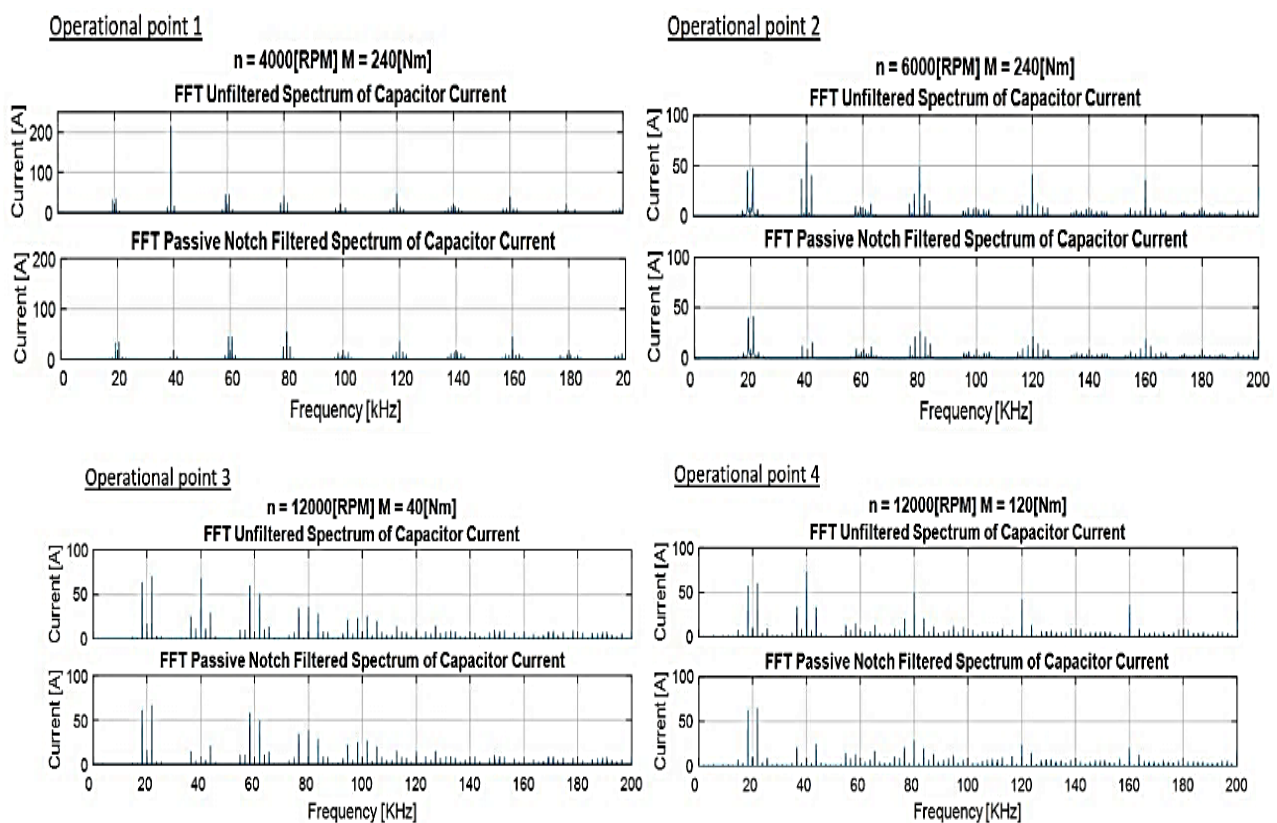 Operational point 1
n = 4000[RPM] M = 240[Nm]
FFT Unfiltered Spectrum of Capacitor Current
Current [A]
200
100
0
FFT Passive Notch Filtered Spectrum of Capacitor Current
Current [A]
200
100
0
0 20 40 60 80 100 120 140 160 180 20
Frequency [kHz]
Operational point 2
n = 6000[RPM] M = 240[Nm]
FFT Unfiltered Spectrum of Capacitor Current
Current [A]
100
50
0
FFT Passive Notch Filtered Spectrum of Capacitor Current
Current [A]
100
50
0
0 20 40 60 80 100 120 140 160 180 200
Frequency [KHz]
Operational point 3
n = 12000[RPM] M = 40[Nm]
FFT Unfiltered Spectrum of Capacitor Current
Current [A]
100
50
0
FFT Passive Notch Filtered Spectrum of Capacitor Current
Current [A]
100
50
0
0 20 40 60 80 100 120 140 160 180 200
Frequency [KHz]
Operational point 4
n = 12000[RPM] M = 120[Nm]
FFT Unfiltered Spectrum of Capacitor Current
Current [A]
100
50
0
FFT Passive Notch Filtered Spectrum of Capacitor Current
Current [A]
100
50
0
0 20 40 60 80 100 120 140 160 180 200
Frequency [KHz]